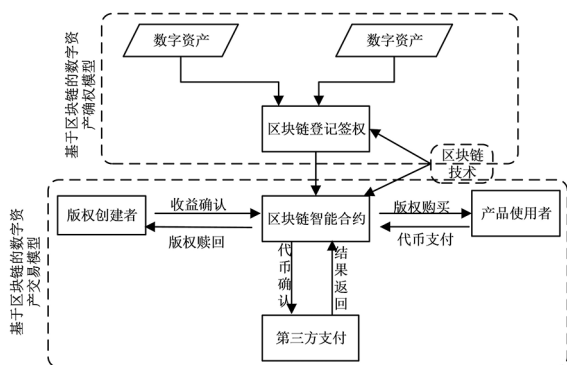 数字资产
数字资产
基于区块链的数字资
产确权模型
区块链登记签权
区块链
技术
基于区块链的数字资
产交易模型
版权创建者
收益确认
版权赎回
区块链智能合约
版权购买
代币支付
产品使用者
代币确认
结果返回
第三方支付